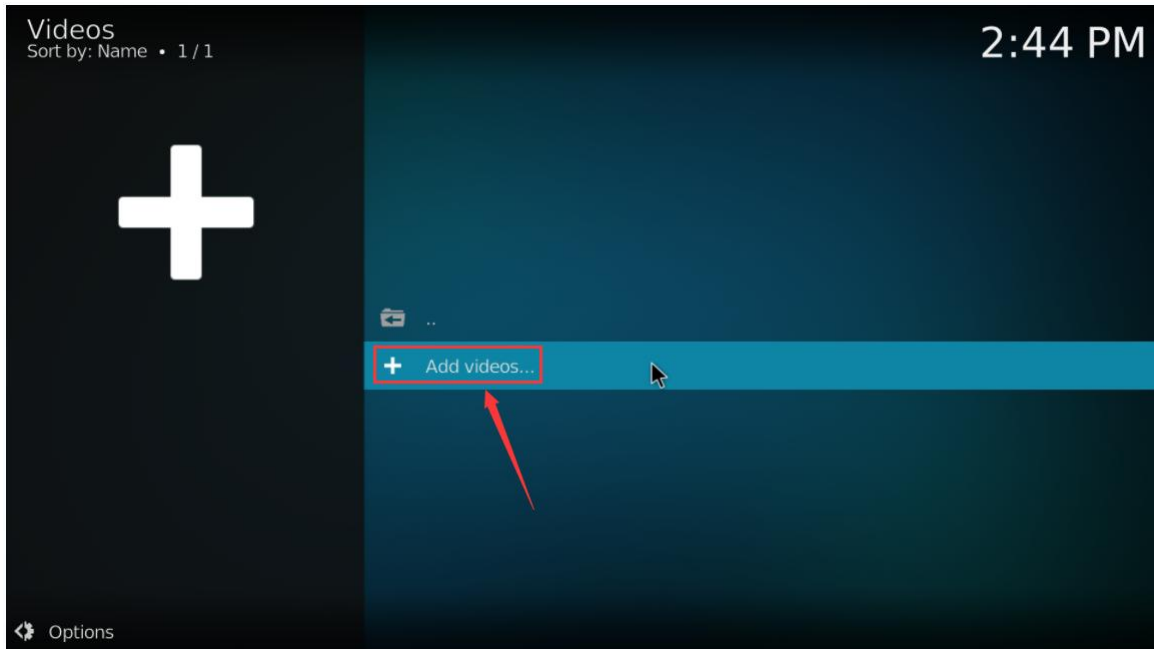 Videos
Sort by: Name • 1/1
2:44 PM
..
Add videos...
Options